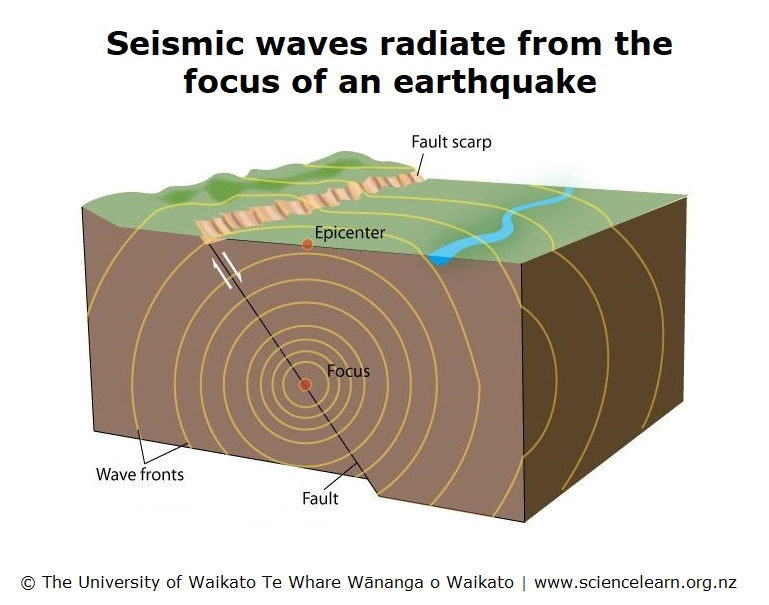 Seismic waves radiate from the
focus of an earthquake
Fault scarp
Epicenter
Focus
Wave fronts
Fault
© The University of Waikato Te Whare Wānanga o Waikato | www.sciencelearn.org.nz